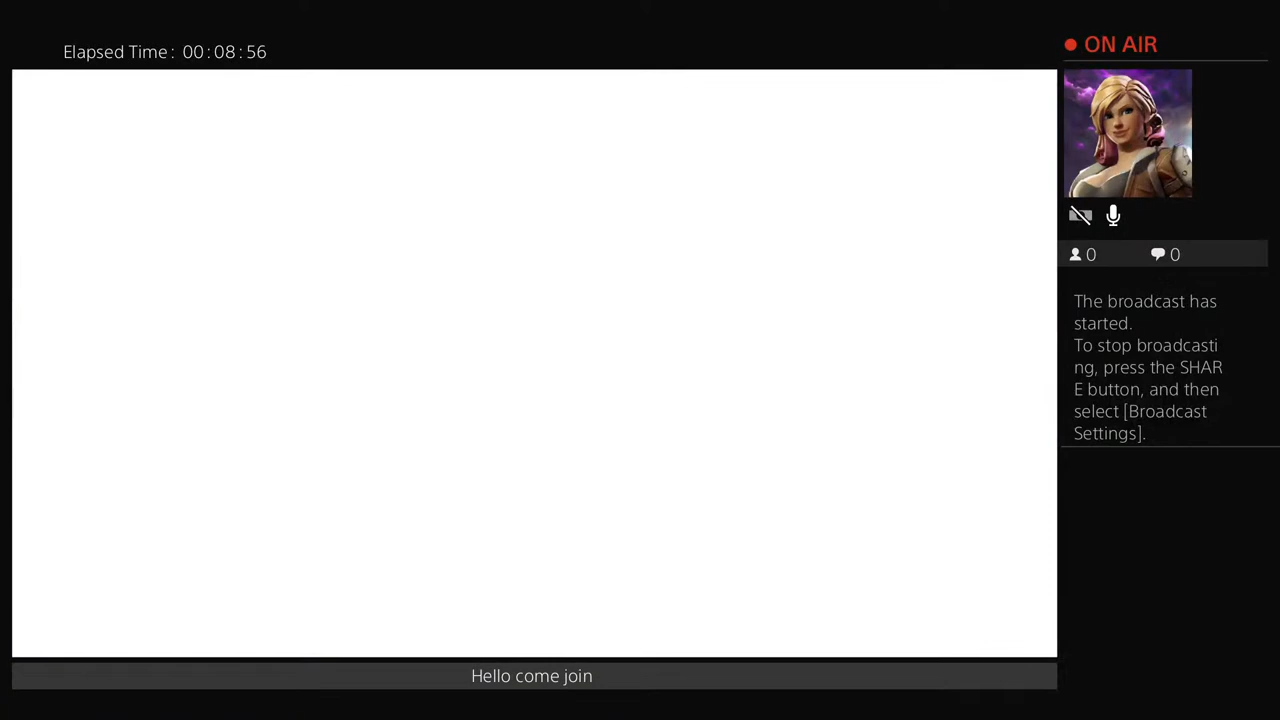 Elapsed Time: 00:08:56
ON AIR
0 0
The broadcast has
started.
To stop broadcasti
ng, press the SHAR
E button, and then
select [Broadcast
Settings].
Hello come join